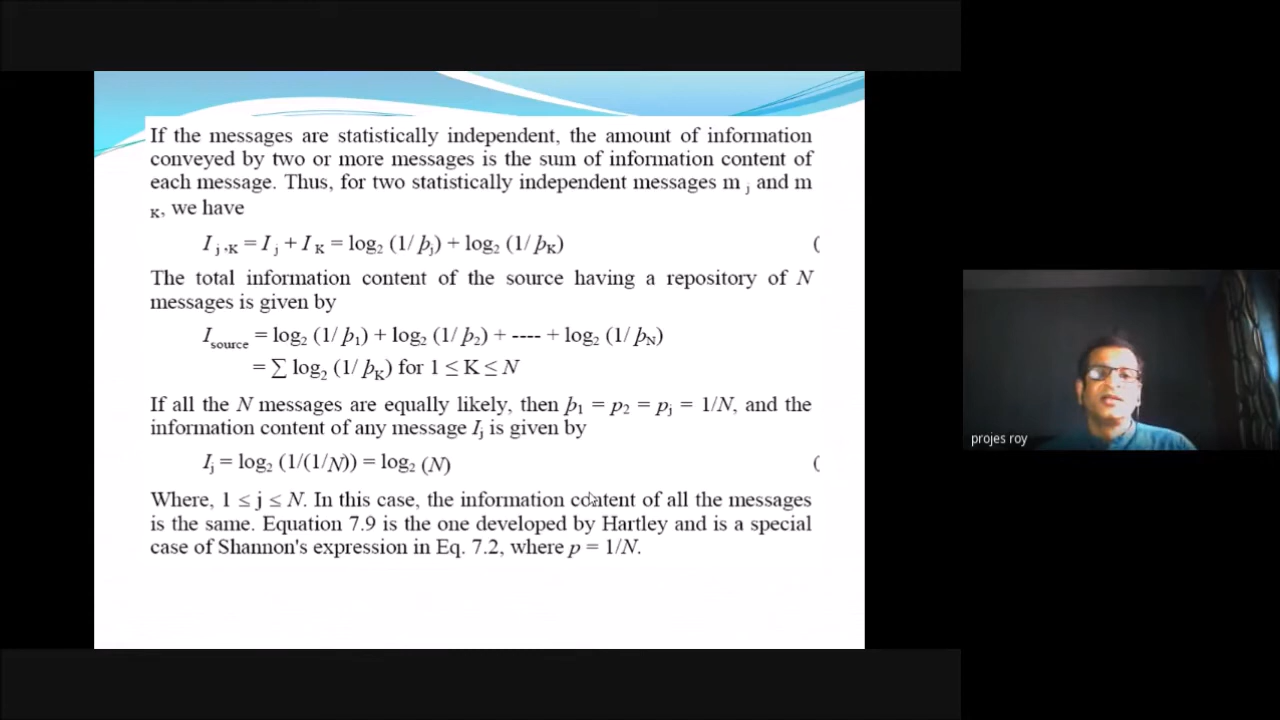 If the messages are statistically independent, the amount of information
conveyed by two or more messages is the sum of information content of
each message. Thus, for two statistically independent messages m j and m
K, we have
I j,K = I j + I K = log2 (1/ pj) + log2 (1/ pK) (
The total information content of the source having a repository of N
messages is given by
I source = log2 (1/ p1) + log2 (1/ p2) + ---- + log2 (1/ pN)
= ∑ log2 (1/ pK) for 1 ≤ K ≤ N
If all the N messages are equally likely, then p1 = p2 = pj = 1/N, and the
information content of any message Ij is given by
Ij = log2 (1/(1/N)) = log2 (N) (
Where, 1 ≤ j ≤ N. In this case, the information content of all the messages
is the same. Equation 7.9 is the one developed by Hartley and is a special
case of Shannon's expression in Eq. 7.2, where p = 1/N.
projes roy